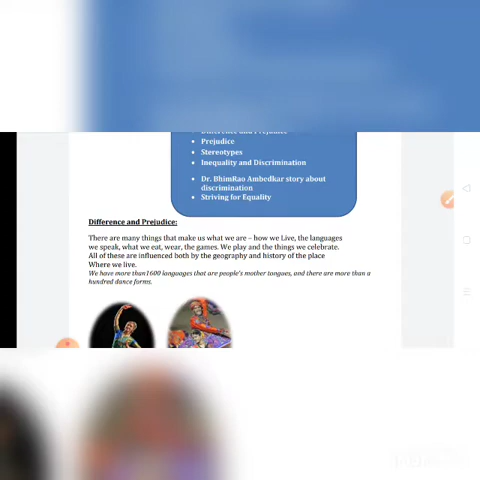 Difference and Prejudice
• Prejudice
• Stereotypes
• Inequality and Discrimination
• Dr. BhimRao Ambedkar story about
discrimination
• Striving for Equality
Difference and Prejudice:
There are many things that make us what we are – how we Live, the languages
we speak, what we eat, wear, the games. We play and the things we celebrate.
All of these are influenced both by the geography and history of the place
Where we live.
We have more than1600 languages that are people's mother tongues, and there are more than a
hundred dance forms.